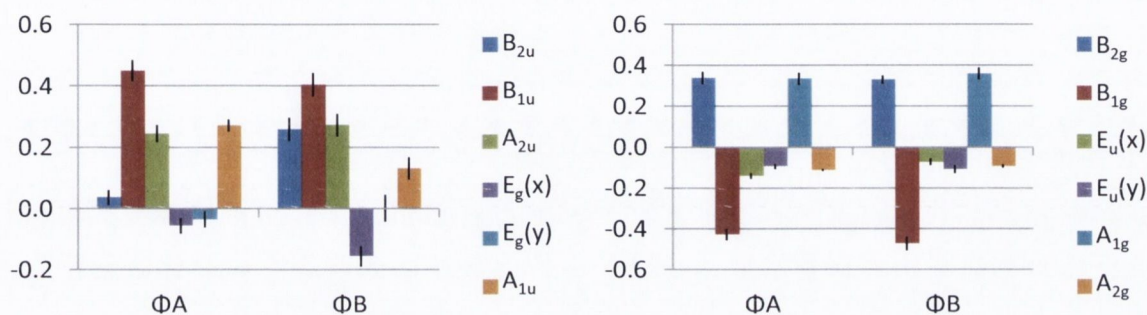 0.6
0.4
0.2
0.0
-0.2
ΦA ΦB
B2u
B1u
A2u
Eg(x)
Eg(y)
A1u
0.6
0.4
0.2
0.0
-0.2
-0.4
-0.6
ΦA ΦB
B2g
B1g
Eu(x)
Eu(y)
A1g
A2g